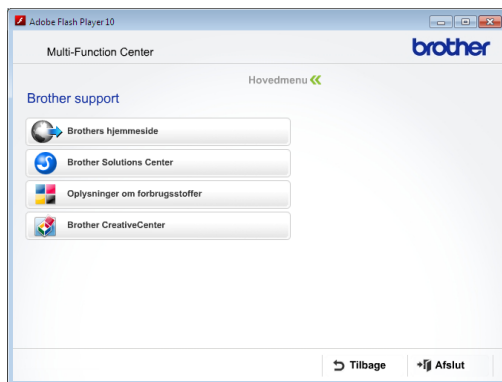 Adobe Flash Player 10
Multi-Function Center
brother
Hovedmenu
Brother support
Brothers hjemmeside
Brother Solutions Center
Oplysninger om forbrugsstoffer
Brother CreativeCenter
Tilbage
Afslut